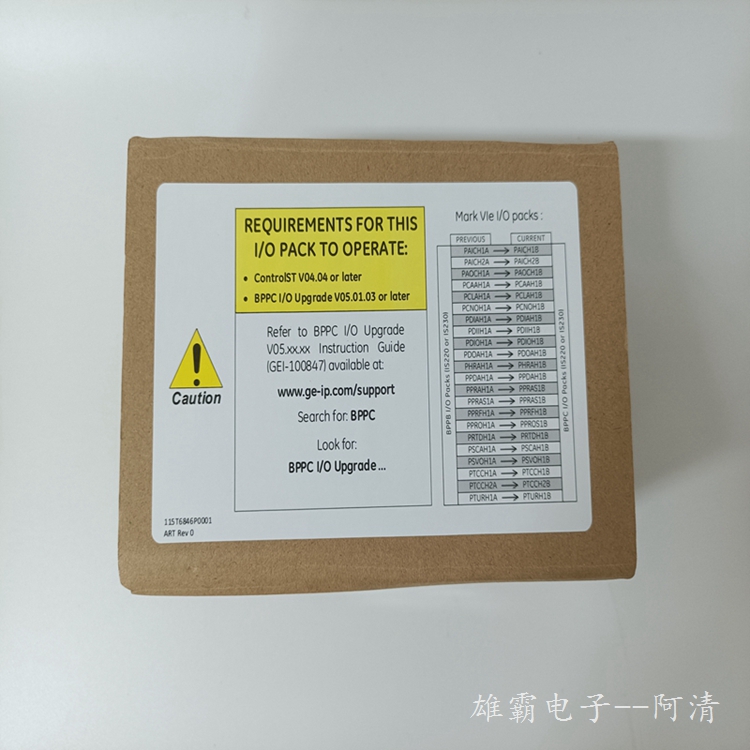 REQUIREMENTS FOR THIS
I/O PACK TO OPERATE:
• ControlST V04.04 or later
• BPPC I/O Upgrade V05.01.03 or later
Refer to BPPC I/O Upgrade
V05.xx.xx Instruction Guide
(GEI-100847) available at:
www.ge-ip.com/support
Search for: BPPC
Look for:
BPPC I/O Upgrade...
Caution
115T6846P0001
ART Rev 0
Mark VIe I/O packs :
PREVIOUS CURRENT
PAICH1A → PAICH1B
PAICH2A → PAICH2B
PAOCH1A → PAOCH1B
PCAAH1A → PCAAH1B
PCLAH1A → PCLAH1B
PCNOH1A → PCNOH1B
PDIAH1A → PDIAH1B
PDIIH1A → PDIIH1B
PDIOH1A → PDIOH1B
PDOAH1A → PDOAH1B
PHRAH1A → PHRAH1B
PPDAH1A → PPDAH1B
PPRAH1A → PPRAS1B
PPRAS1A → PPRAS1B
PPRFH1A → PPRFH1B
PPROH1A → PPROS1B
PRTDH1A → PRTDH1B
PSCAH1A → PSCAH1B
PSVOH1A → PSVOH1B
PTCCH1A → PTCCH1B
PTCCH2A → PTCCH2B
PTURH1A → PTURH1B
BPPB I/O Packs (IS220 or IS230)
BPPC I/O Packs (IS220 or IS230)
雄霸电子--阿清